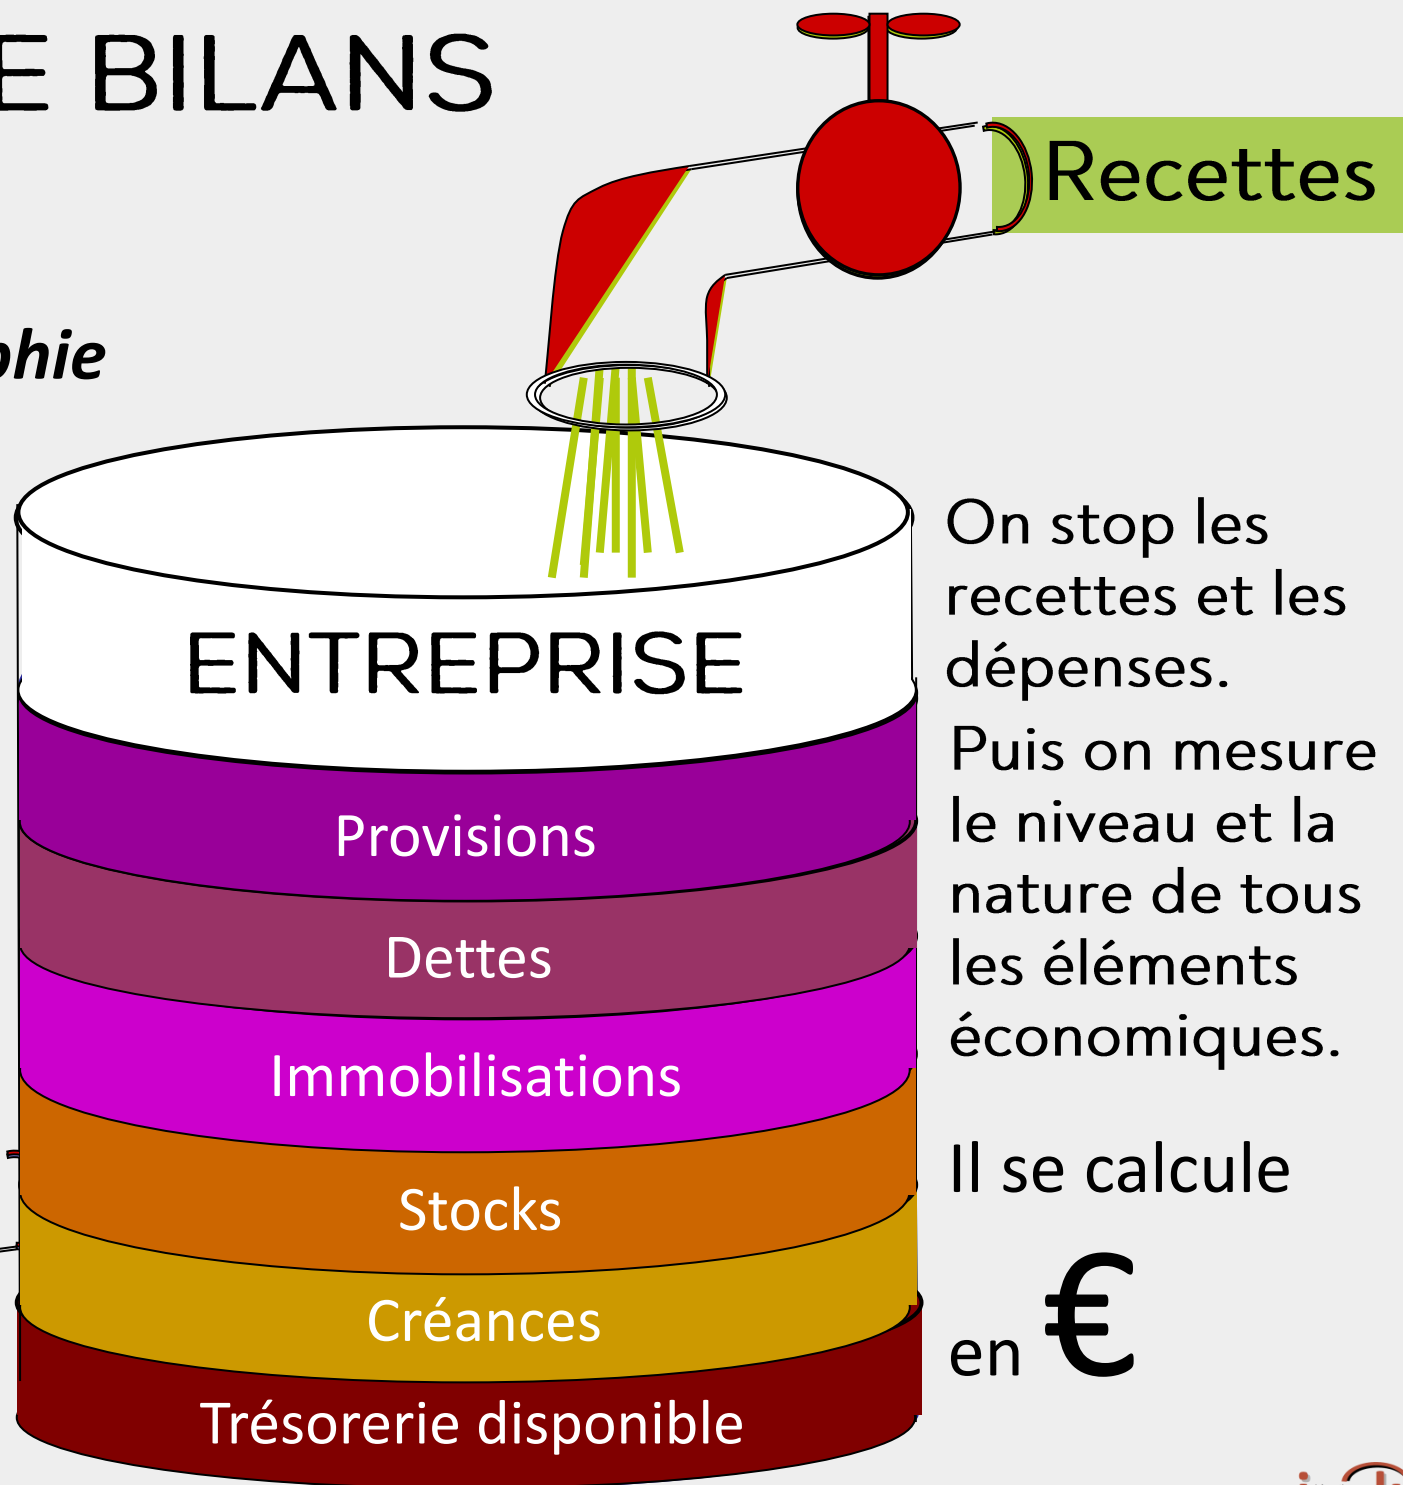 E BILANS
Recettes
phie
On stop les
recettes et les
dépenses.
Puis on mesure
le niveau et la
nature de tous
les éléments
économiques.
Il se calcule
en €
ENTREPRISE
Provisions
Dettes
Immobilisations
Stocks
Créances
Trésorerie disponible